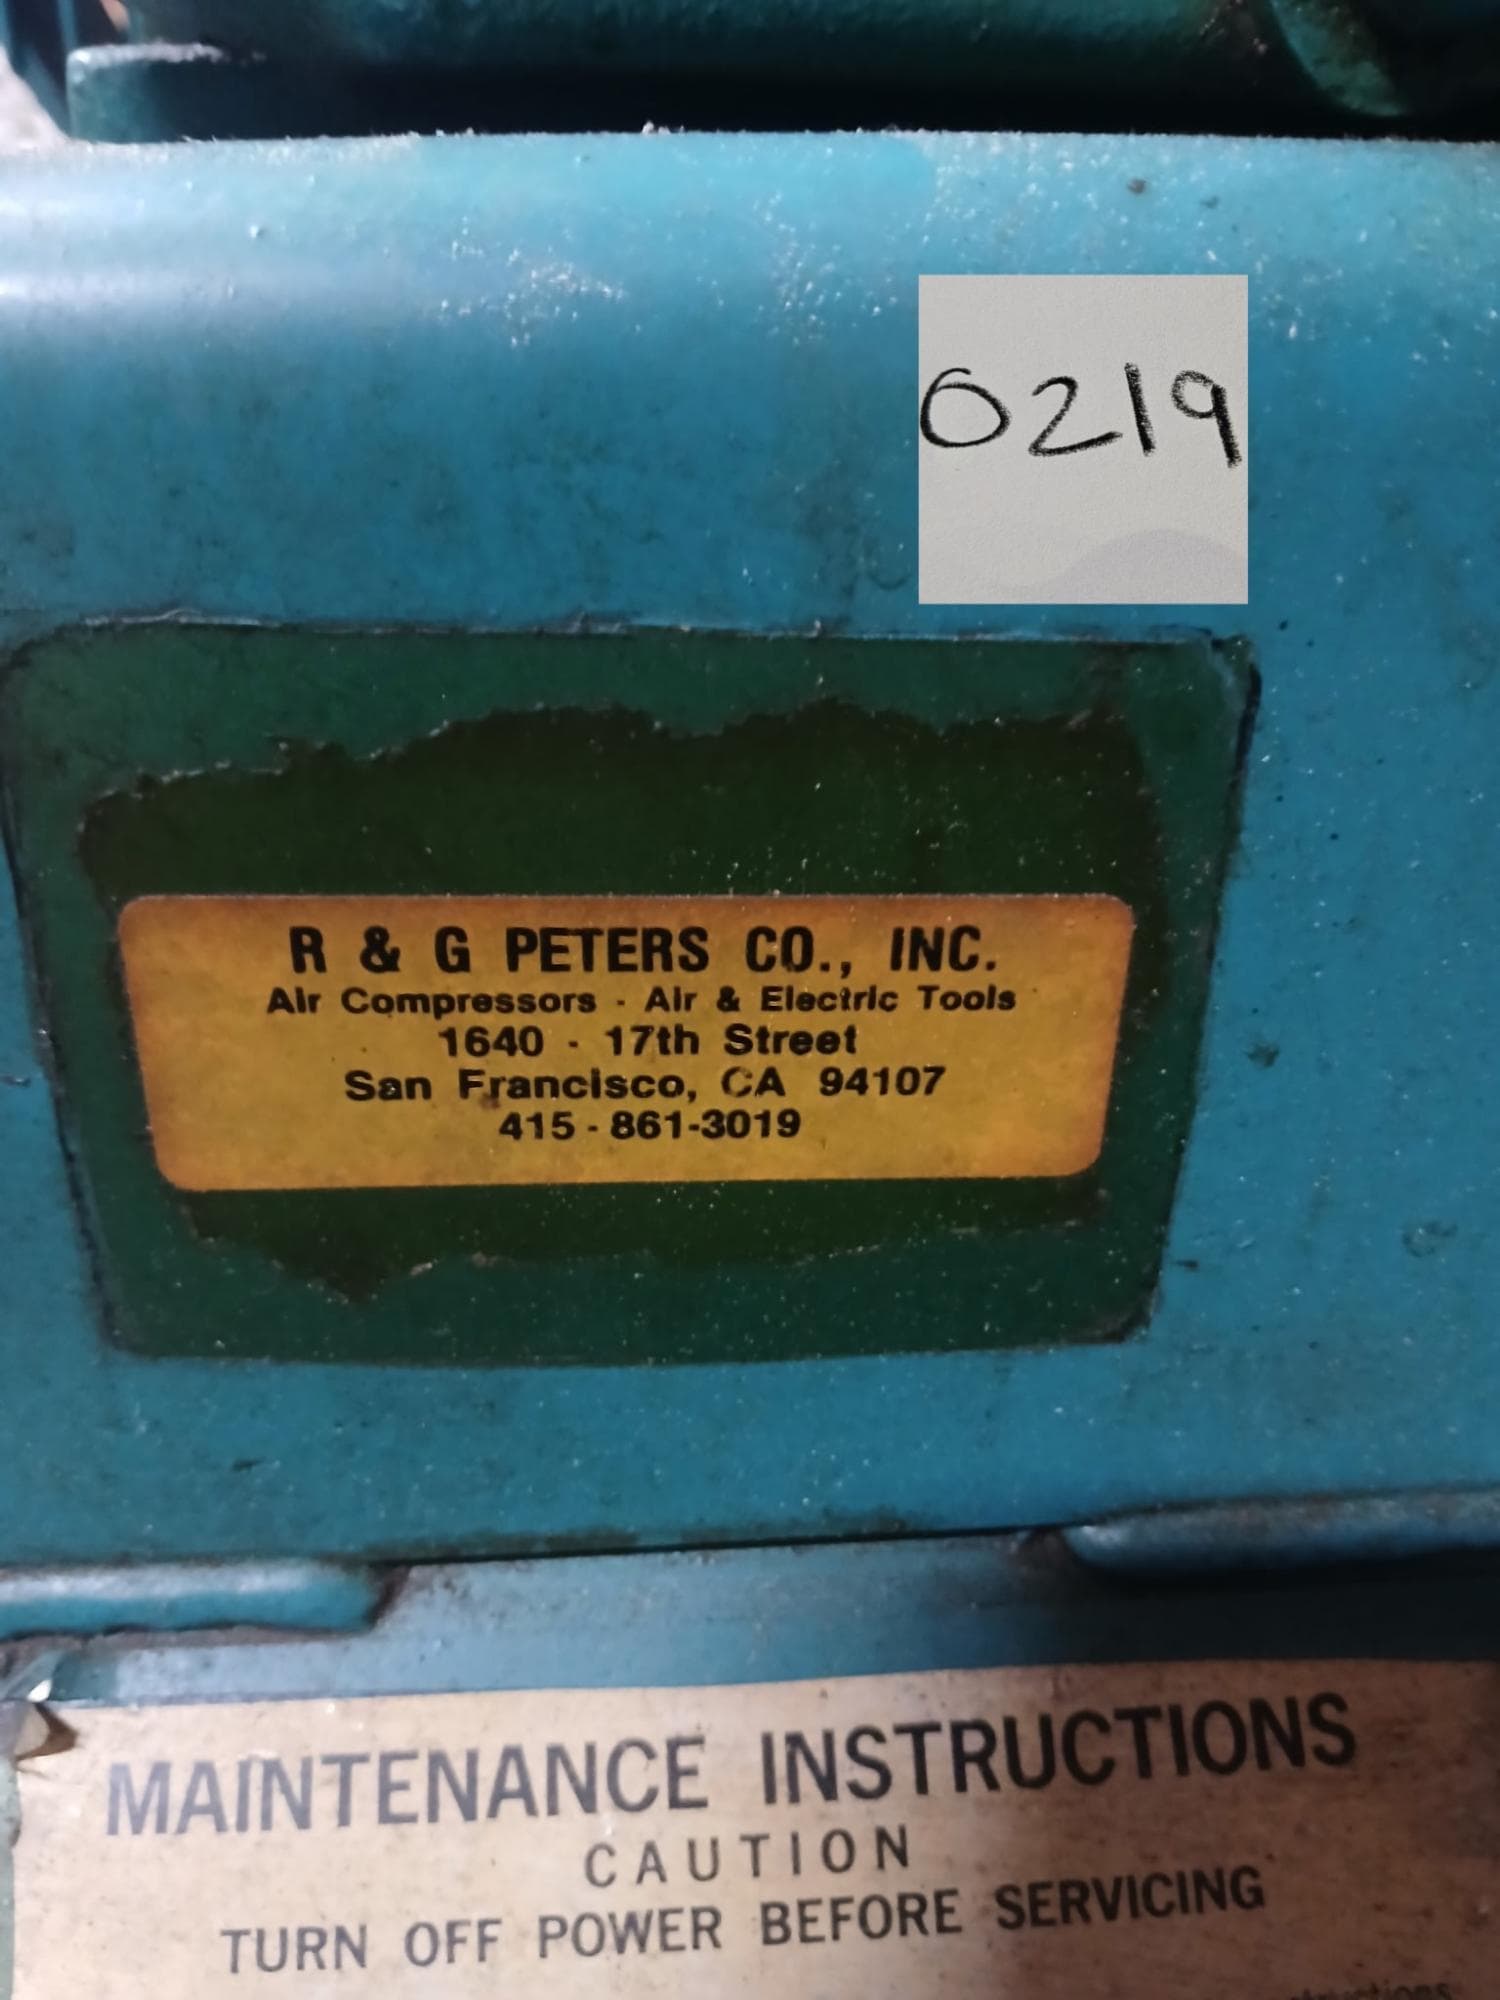 0219
R & G PETERS CO., INC.
Air Compressors - Air & Electric Tools
1640 - 17th Street
San Francisco, CA 94107
415 - 861-3019
MAINTENANCE INSTRUCTIONS
CAUTION
TURN OFF POWER BEFORE SERVICING